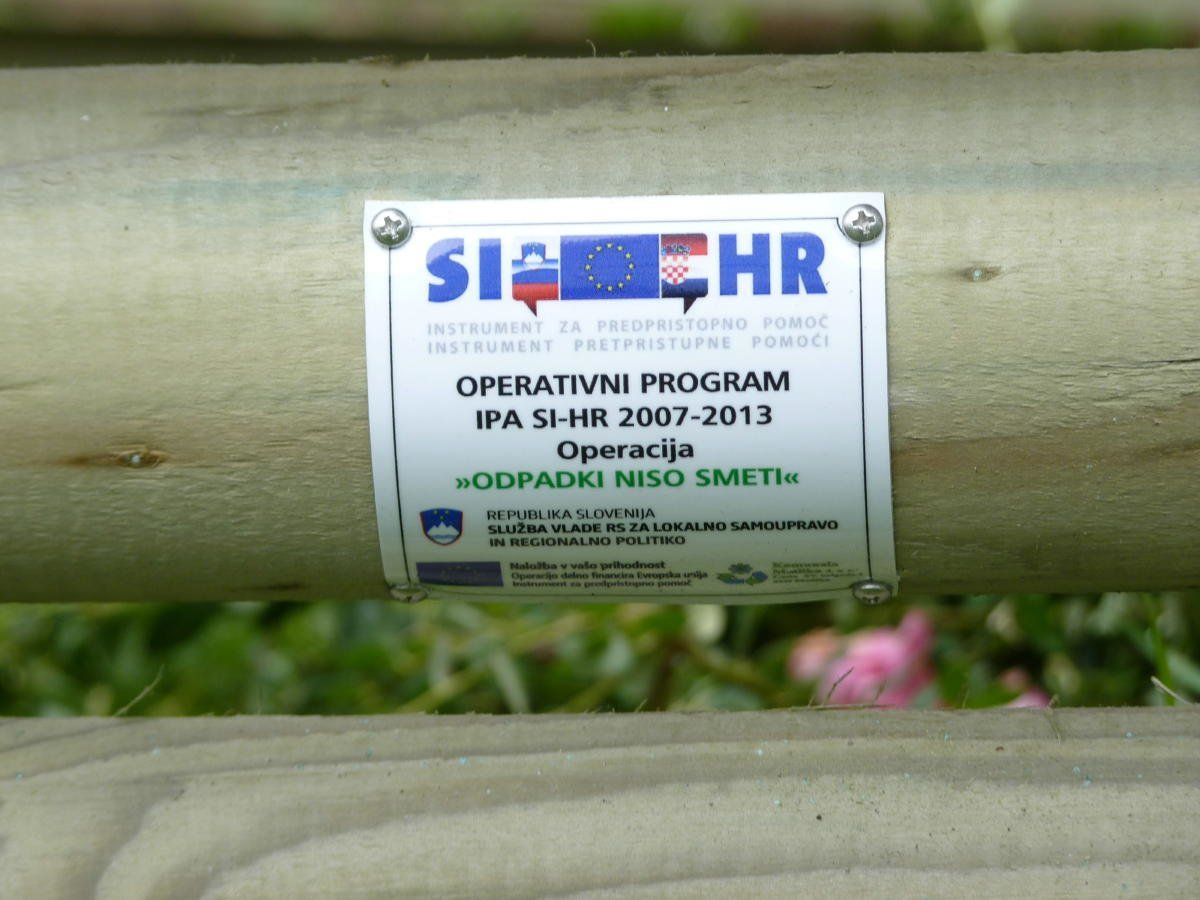 SI HR
INSTRUMENT ZA PREDPRISTOPNO POMOČ
INSTRUMENT PRETPRISTUPNE POMOĆI
OPERATIVNI PROGRAM
IPA SI-HR 2007-2013
Operacija
»ODPADKI NISO SMETI«
REPUBLIKA SLOVENIJA
SLUŽBA VLADE RS ZA LOKALNO SAMOUPRAVO
IN REGIONALNO POLITIKO
Naložba v vašo prihodnost
Operacijo delno financira Evropska unija
Instrument za predpristopno pomoč
Komunala
Metlika d.o.o.